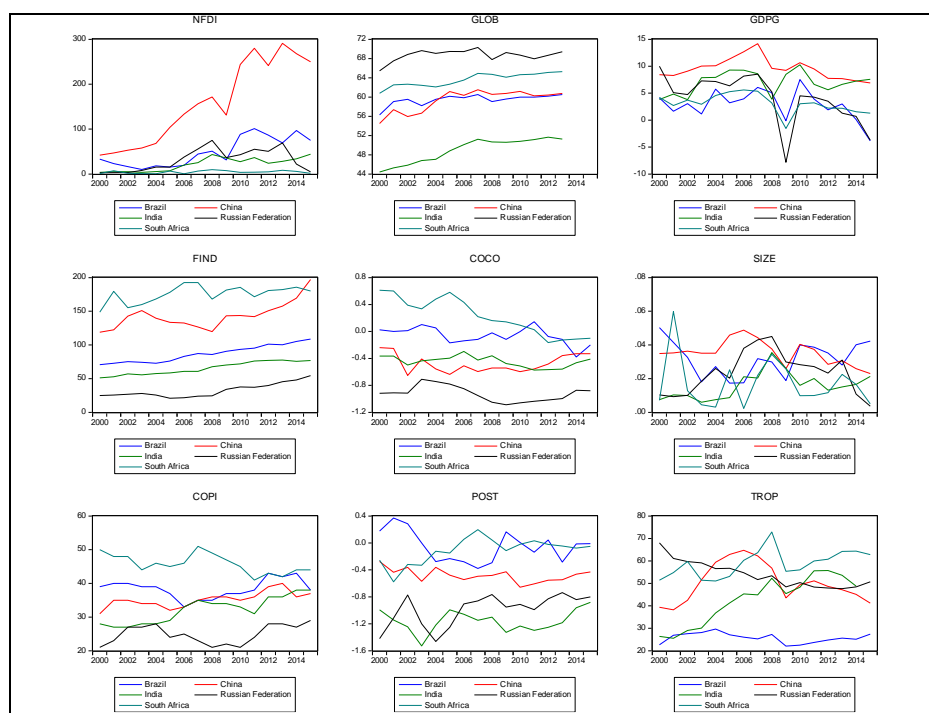 NFDI GLOB GDPG
300 72 15
68 10
200 64 5
60
56 0
100
52 -5
48
0 44 -10
2000 2002 2004 2006 2008 2010 2012 2014 2000 2002 2004 2006 2008 2010 2012 2014 2000 2002 2004 2006 2008 2010 2012 2014
Brazil China Brazil China Brazil China
India Russian Federation India Russian Federation India Russian Federation
South Africa South Africa South Africa
FIND COCO SIZE
200 0.8 .08
0.4
150 .06
0.0
100 .04
-0.4
50 .02
-0.8
0 -1.2 .00
2000 2002 2004 2006 2008 2010 2012 2014 2000 2002 2004 2006 2008 2010 2012 2014 2000 2002 2004 2006 2008 2010 2012 2014
Brazil China Brazil China Brazil China
India Russian Federation India Russian Federation India Russian Federation
South Africa South Africa South Africa
COPI POST TROP
60 0.4 80
70
50 0.0
60
-0.4
40 50
-0.8
40
30
-1.2 30
20 -1.6 20
2000 2002 2004 2006 2008 2010 2012 2014 2000 2002 2004 2006 2008 2010 2012 2014 2000 2002 2004 2006 2008 2010 2012 2014
Brazil China Brazil China Brazil China
India Russian Federation India Russian Federation India Russian Federation
South Africa South Africa South Africa